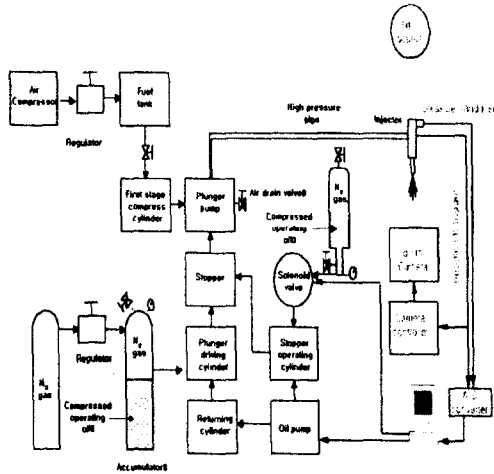 Air
Compressor
Regulator
Fuel
tank
High pressure
pipe
Injector
First stage
compress
cylinder
Plunger
pump
Air drain valve
N₂
gas
Compressed
operating
oil
Stopper
Solenoid
valve
Camera
controller
N₂
gas
Regulator
N₂
gas
Plunger
driving
cylinder
Stopper
operating
cylinder
Compressed
operating
oil
Returning
cylinder
Oil pump
Accumulator